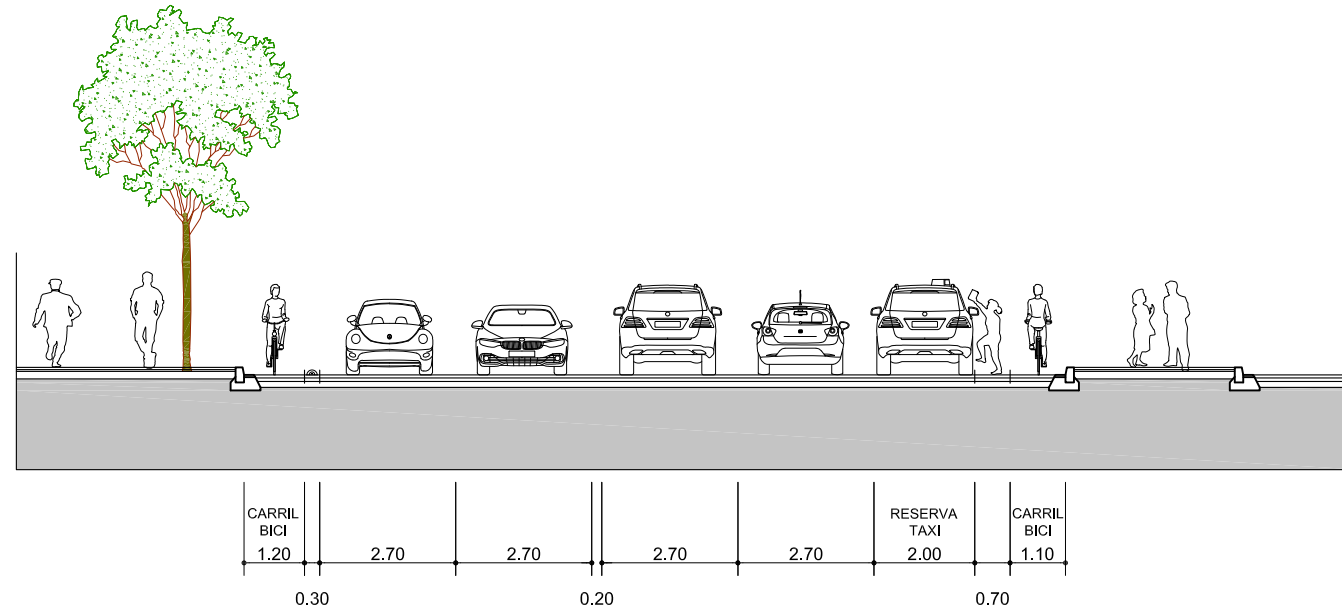 CARRIL
BICI
1.20
2.70
2.70
2.70
2.70
RESERVA
TAXI
2.00
CARRIL
BICI
1.10
0.30
0.20
0.70